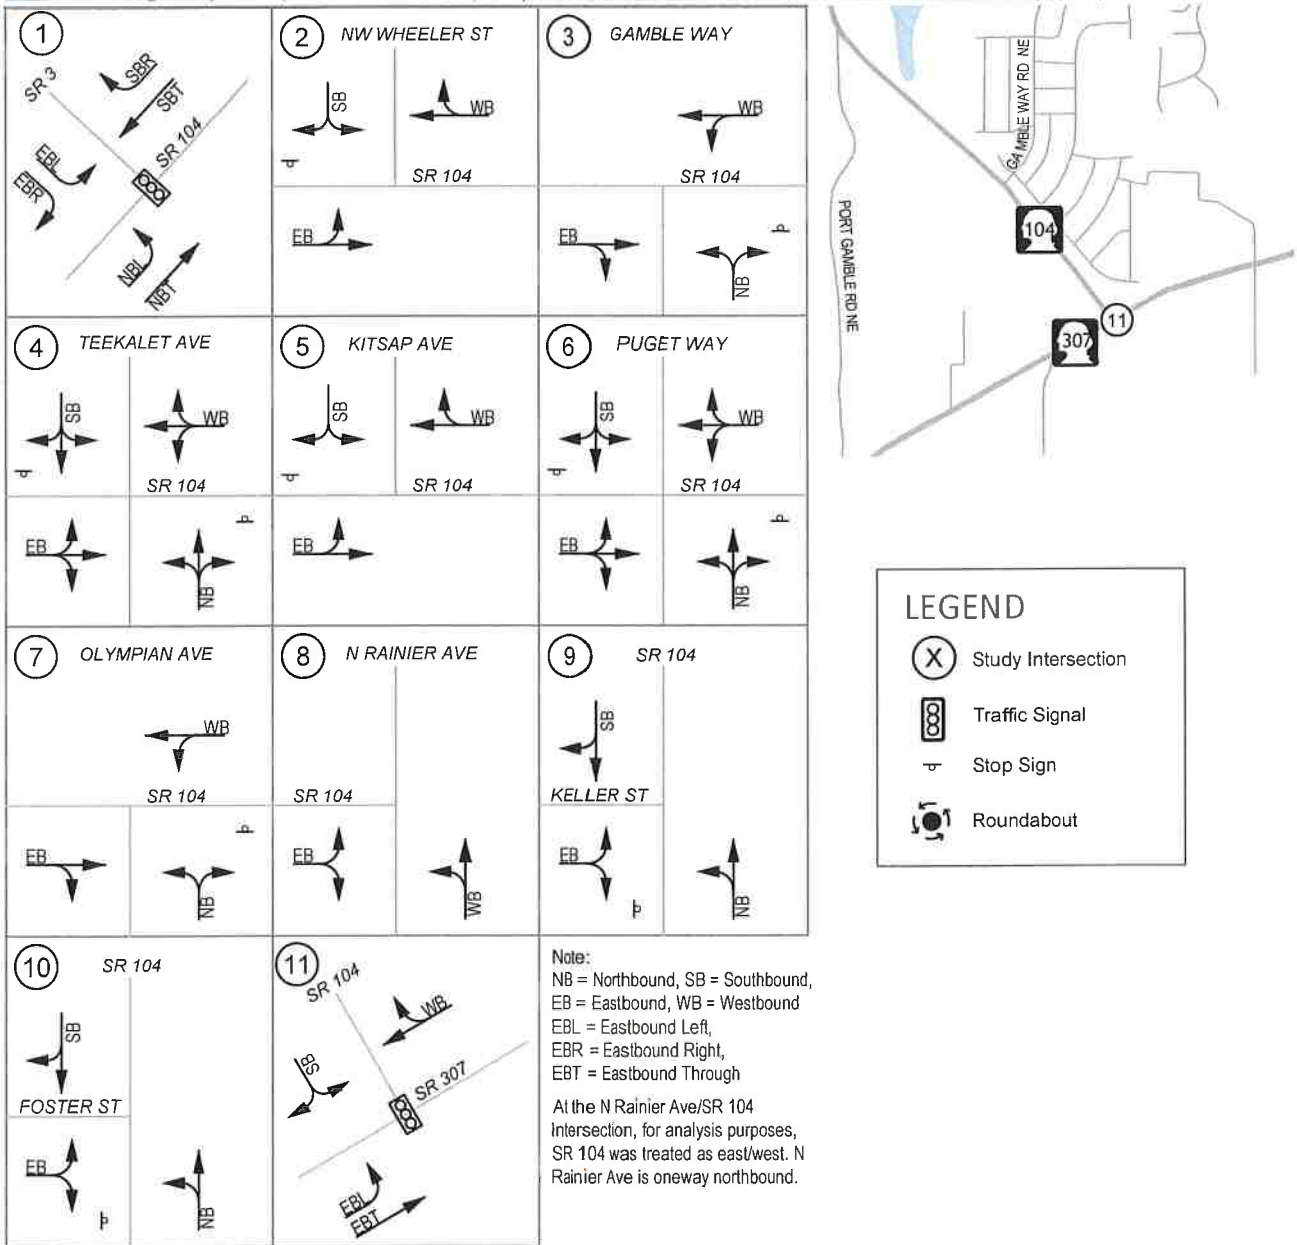 1
SR 3
SBR
SBT
SR 104
EBL
EBR
NBL
NBT
2 NW WHEELER ST
SB
WB
SR 104
EB
3 GAMBLE WAY
WB
SR 104
EB
NB
4 TEEKALET AVE
SB
WB
SR 104
EB
NB
5 KITSAP AVE
SB
WB
SR 104
EB
6 PUGET WAY
SB
WB
SR 104
EB
NB
7 OLYMPIAN AVE
WB
SR 104
EB
NB
8 N RAINIER AVE
SR 104
EB
WB
9 SR 104
SB
KELLER ST
EB
NB
10 SR 104
SB
FOSTER ST
EB
NB
11
SR 104
WB
SB
SR 307
EBL
EBT
Note:
NB = Northbound, SB = Southbound,
EB = Eastbound, WB = Westbound
EBL = Eastbound Left,
EBR = Eastbound Right,
EBT = Eastbound Through
At the N Rainier Ave/SR 104
Intersection, for analysis purposes,
SR 104 was treated as east/west. N
Rainier Ave is oneway northbound.
GAMBLE WAY RD NE
PORT GAMBLE RD NE
104
11
307
LEGEND
X Study Intersection
Traffic Signal
Stop Sign
Roundabout